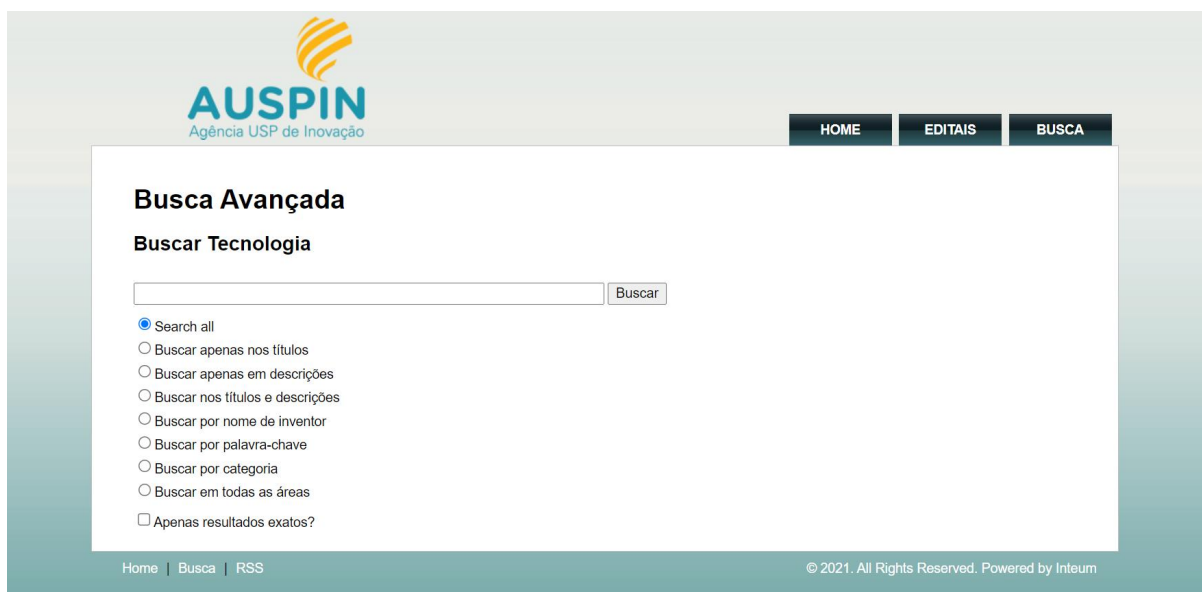 AUSPIN
Agência USP de Inovação
HOME EDITAIS BUSCA
Busca Avançada
Buscar Tecnologia
Buscar
Search all
Buscar apenas nos títulos
Buscar apenas em descrições
Buscar nos títulos e descrições
Buscar por nome de inventor
Buscar por palavra-chave
Buscar por categoria
Buscar em todas as áreas
Apenas resultados exatos?
Home | Busca | RSS © 2021. All Rights Reserved. Powered by Inteum